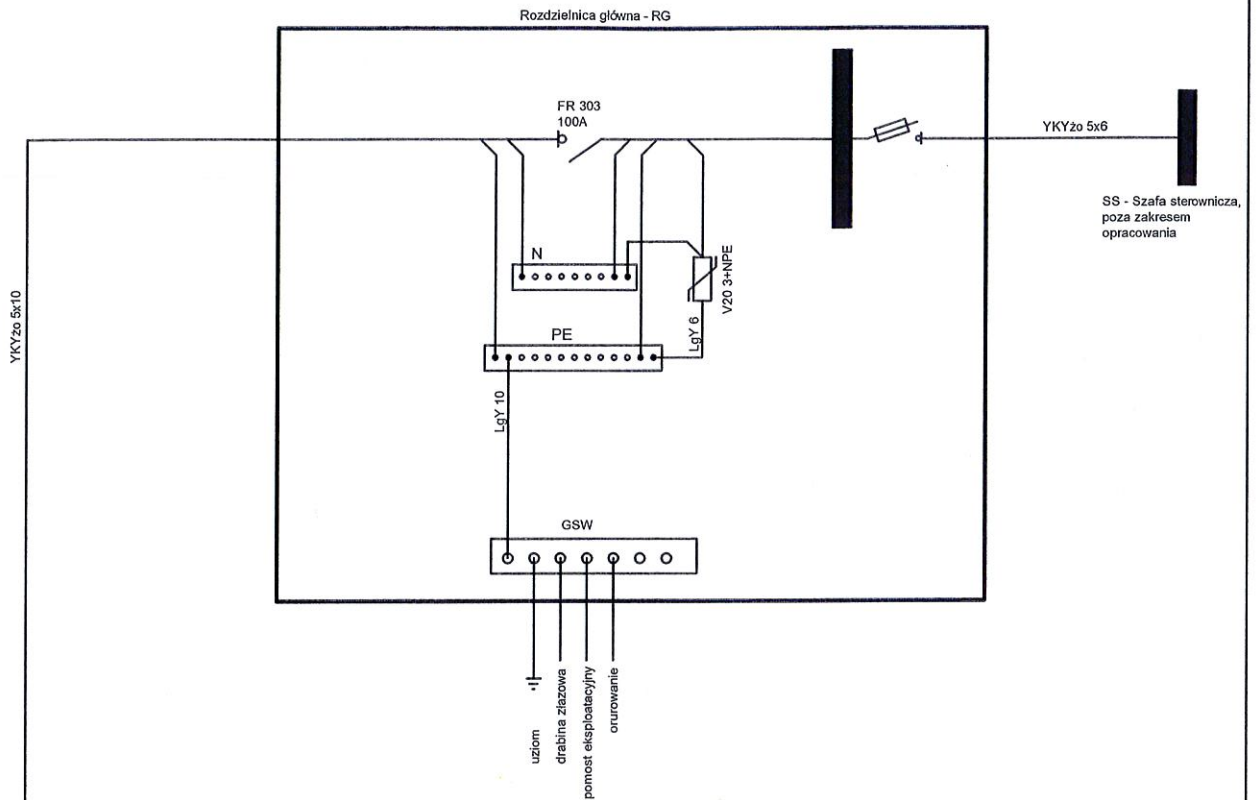 Rozdzielnica główna - RG
FR 303
100A
YKYżo 5x6
SS - Szafa sterownicza,
poza zakresem
opracowania
N
V20 3+NPE
YKYżo 5x10
PE
LgY 6
LgY 10
GSW
uziom
drabina złazowa
pomost eksploatacyjny
orurowanie